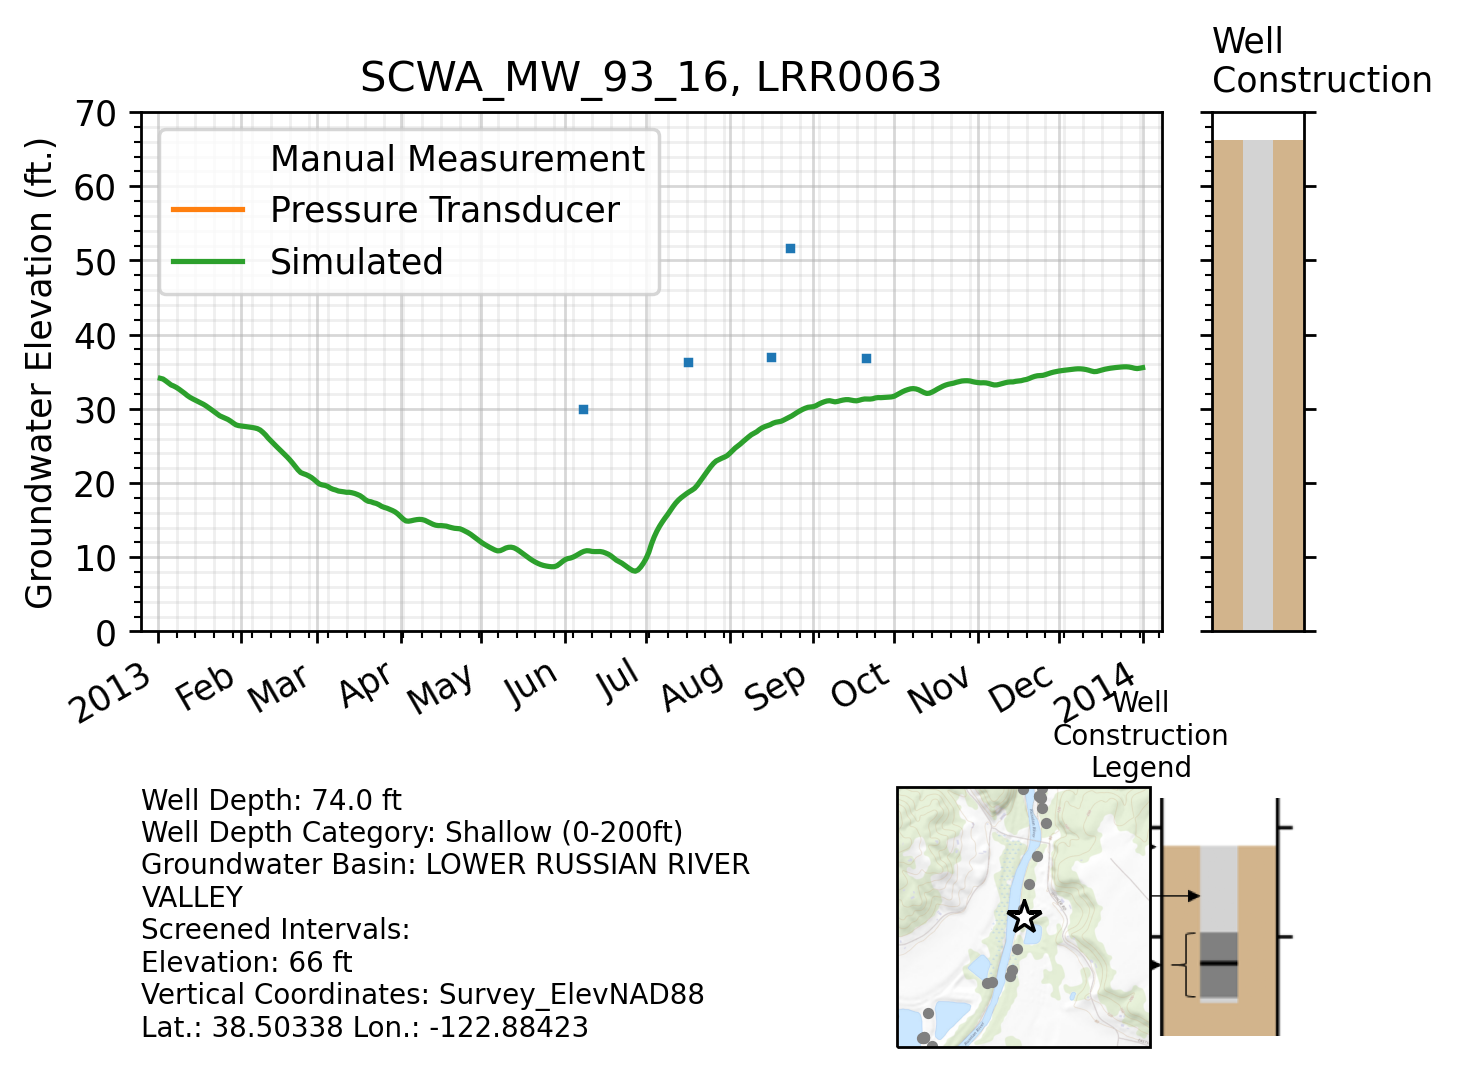 Well
Construction
SCWA_MW_93_16, LRR0063
70
60
50
40
30
20
10
0
Groundwater Elevation (ft.)
Manual Measurement
Pressure Transducer
Simulated
2013
Feb
Mar
Apr
May
Jun
Jul
Aug
Sep
Oct
Nov
Dec
2014
Well
Construction
Legend
Well Depth: 74.0 ft
Well Depth Category: Shallow (0-200ft)
Groundwater Basin: LOWER RUSSIAN RIVER
VALLEY
Screened Intervals:
Elevation: 66 ft
Vertical Coordinates: Survey_ElevNAD88
Lat.: 38.50338 Lon.: -122.88423